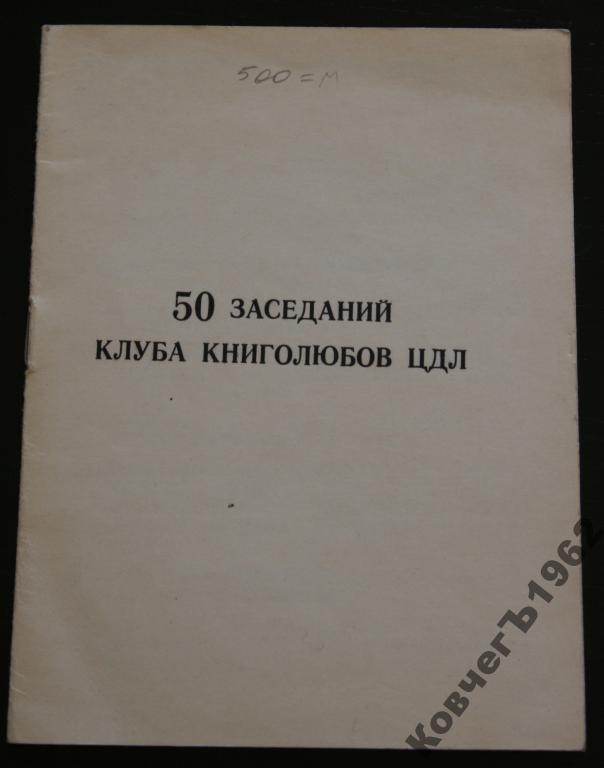 500 = м
50 ЗАСЕДАНИЙ
КЛУБА КНИГОЛЮБОВ ЦДЛ
КовчегЪ1962